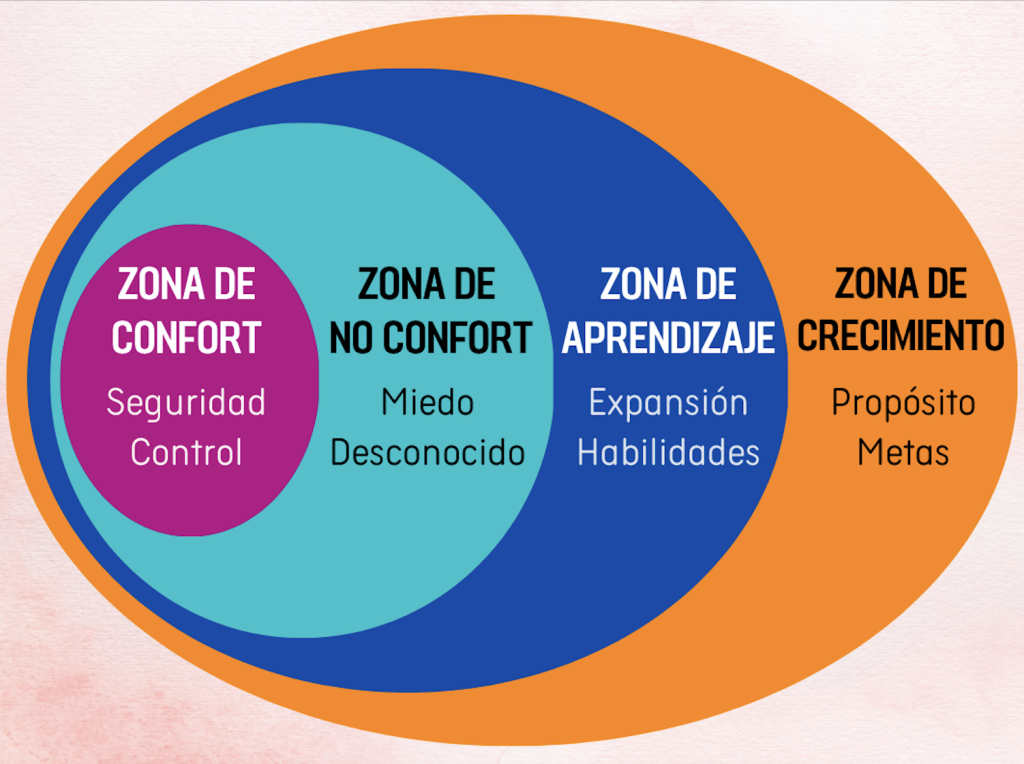 ZONA DE
CONFORT
Seguridad
Control
ZONA DE
NO CONFORT
Miedo
Desconocido
ZONA DE
APRENDIZAJE
Expansión
Habilidades
ZONA DE
CRECIMIENTO
Propósito
Metas